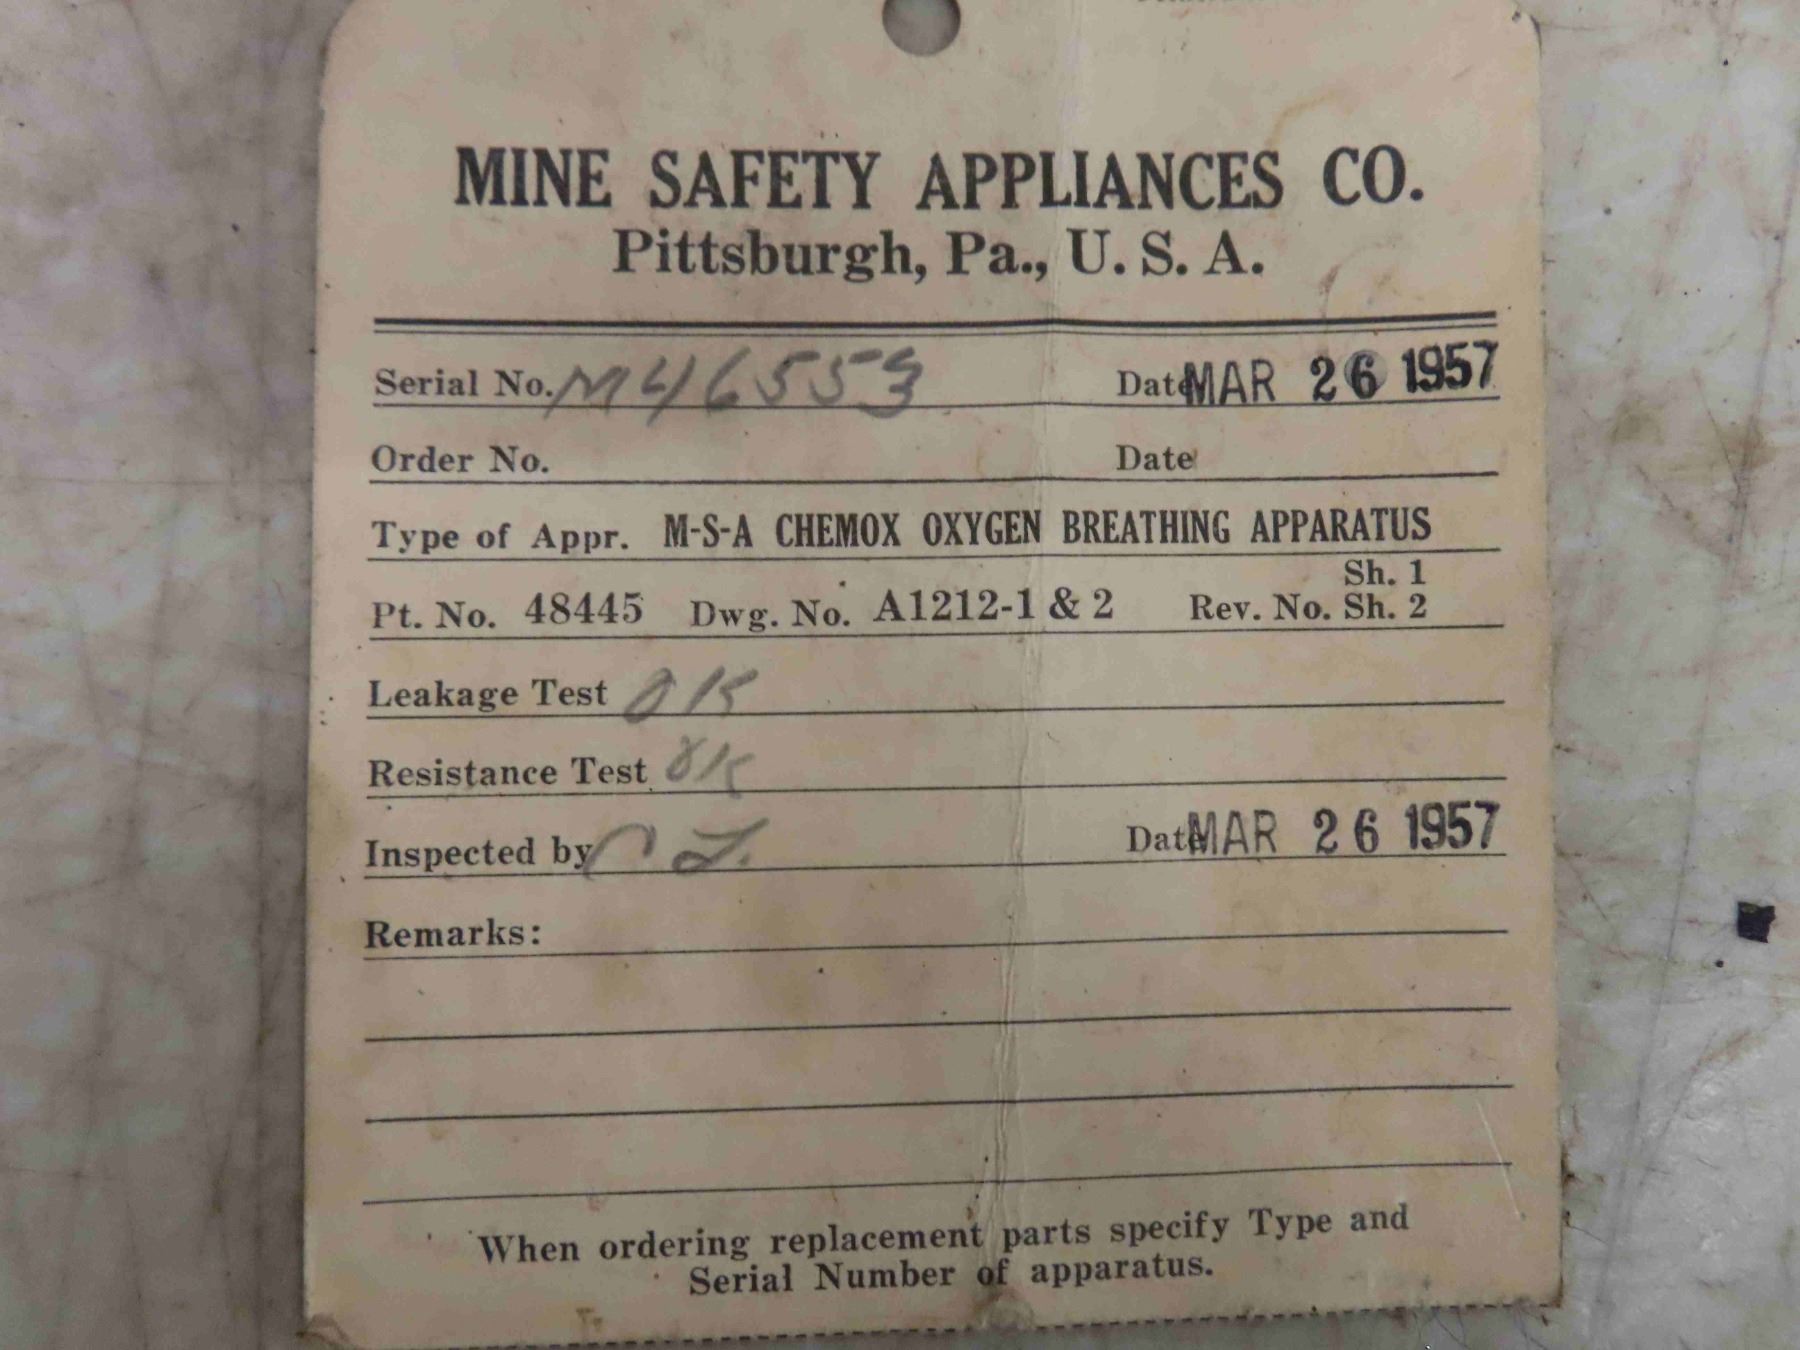 MINE SAFETY APPLIANCES CO.
Pittsburgh, Pa., U. S. A.
Serial No. M46553 Date MAR 26 1957
Order No. Date
Type of Appr. M-S-A CHEMOX OXYGEN BREATHING APPARATUS
Sh. 1
Pt. No. 48445 Dwg. No. A1212-1 & 2 Rev. No. Sh. 2
Leakage Test OK
Resistance Test OK
Inspected by Date MAR 26 1957
Remarks:
When ordering replacement parts specify Type and
Serial Number of apparatus.